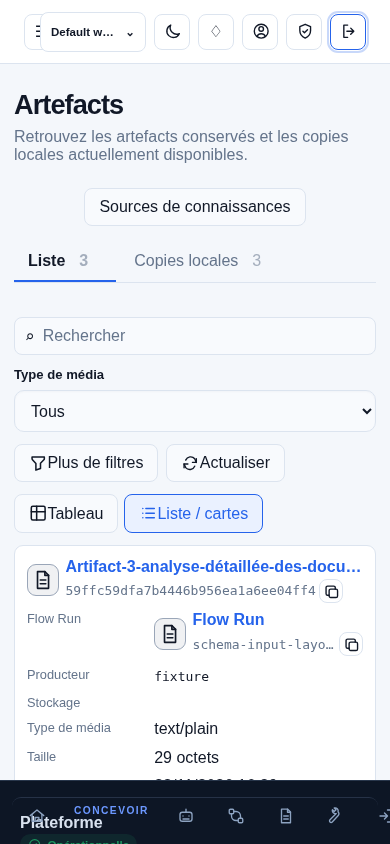 Default w…
Artefacts
Retrouvez les artefacts conservés et les copies
locales actuellement disponibles.
Sources de connaissances
Liste 3 Copies locales 3
Rechercher
Type de média
Tous
Plus de filtres Actualiser
Tableau Liste / cartes
Artifact-3-analyse-détaillée-des-docu…
59ffc59dfa7b4446b956ea1a6ee04ff4
Flow Run Flow Run
schema-input-layo…
Producteur fixture
Stockage
Type de média text/plain
Taille 29 octets
CONCEVOIR
Plateforme
Opérationnelle